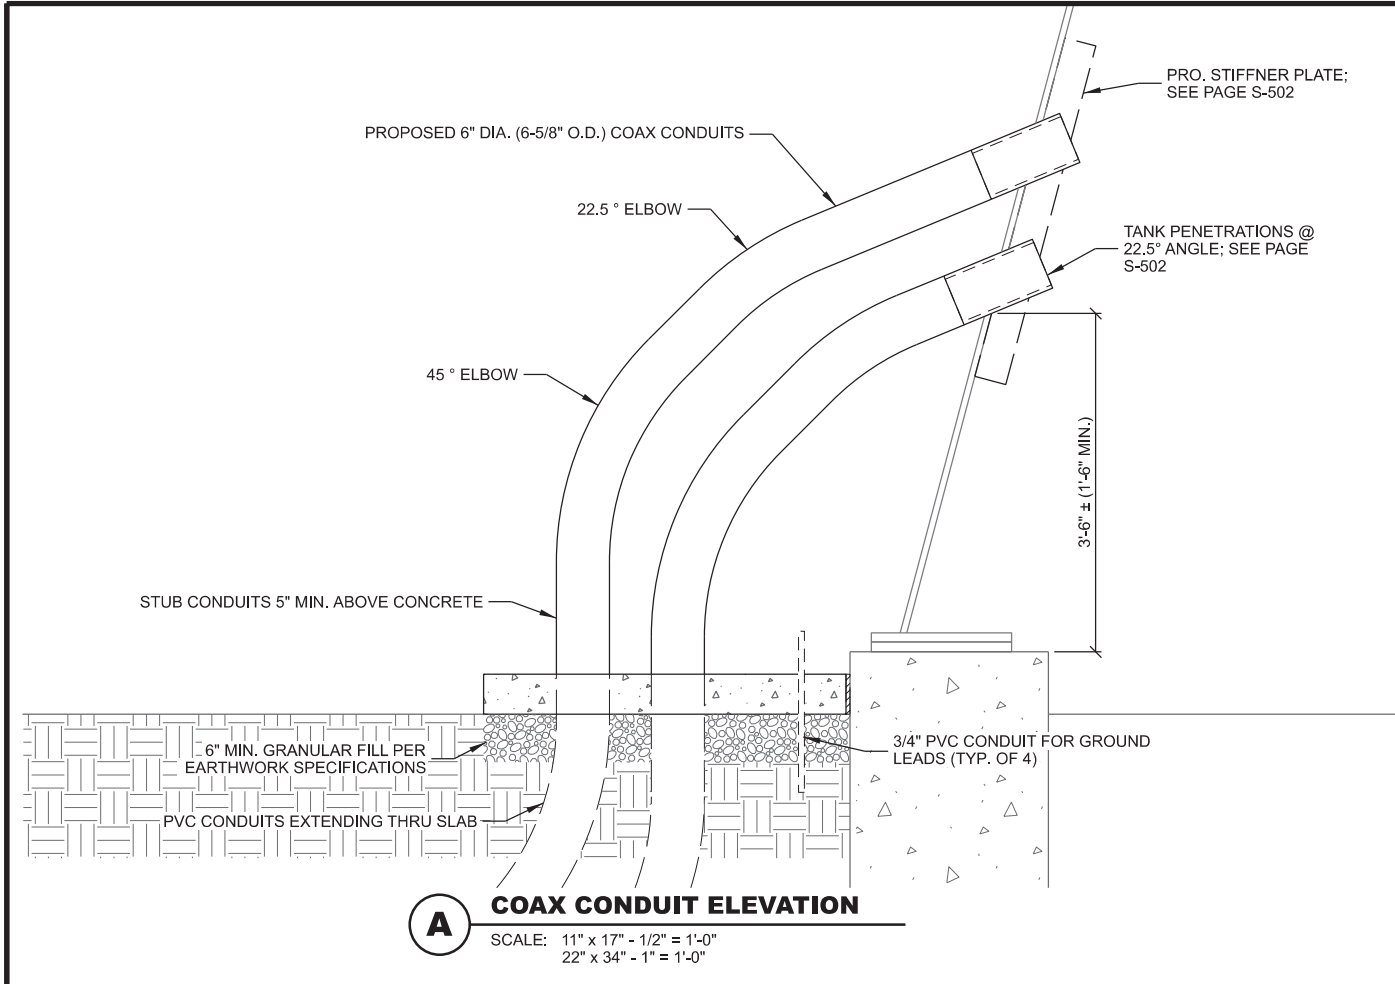 PRO. STIFFNER PLATE;
SEE PAGE S-502
PROPOSED 6" DIA. (6-5/8" O.D.) COAX CONDUITS
22.5 ° ELBOW
TANK PENETRATIONS @
22.5° ANGLE; SEE PAGE
S-502
45 ° ELBOW
3'-6" ± (1'-6" MIN.)
STUB CONDUITS 5" MIN. ABOVE CONCRETE
6" MIN. GRANULAR FILL PER
EARTHWORK SPECIFICATIONS
3/4" PVC CONDUIT FOR GROUND
LEADS (TYP. OF 4)
PVC CONDUITS EXTENDING THRU SLAB
A
COAX CONDUIT ELEVATION
SCALE: 11" x 17" - 1/2" = 1'-0"
22" x 34" - 1" = 1'-0"